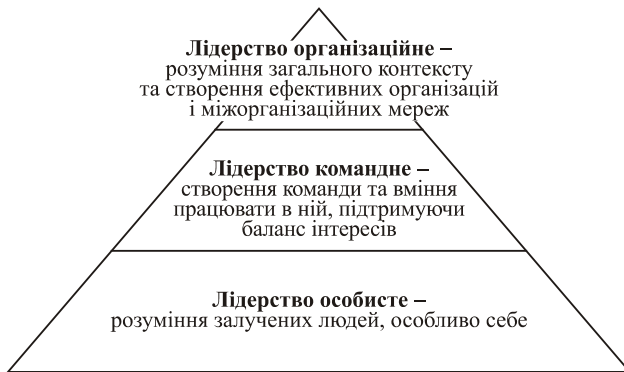 Лідерство організаційне –
розуміння загального контексту
та створення ефективних організацій
і міжорганізаційних мереж
Лідерство командне –
створення команди та вміння
працювати в ній, підтримуючи
баланс інтересів
Лідерство особисте –
розуміння залучених людей, особливо себе